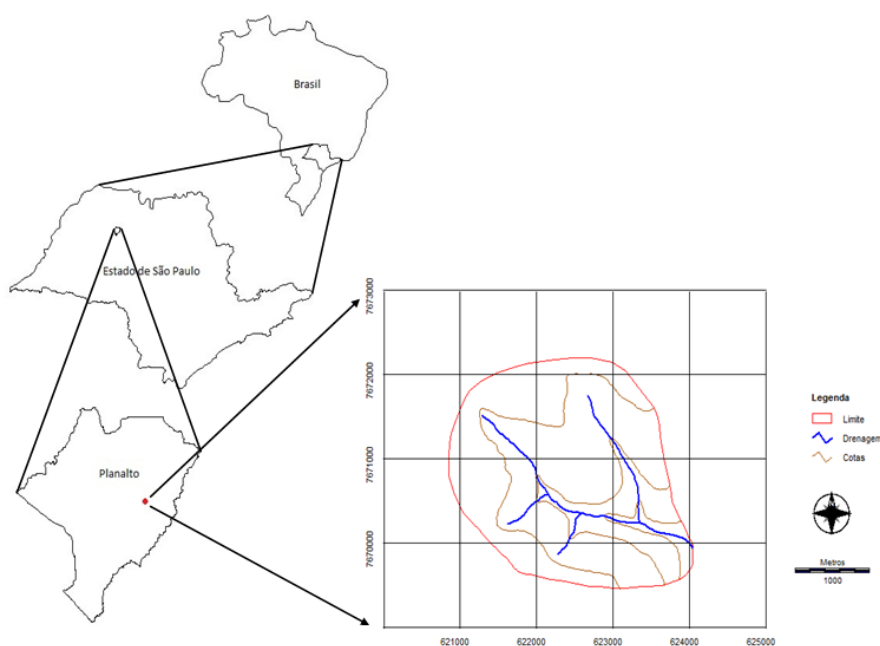 Brasil
Estado de São Paulo
Planalto
7673000
7672000
7671000
7670000
621000 622000 623000 624000 625000
Legenda
Limite
Drenagem
Cotas
Metros
1000